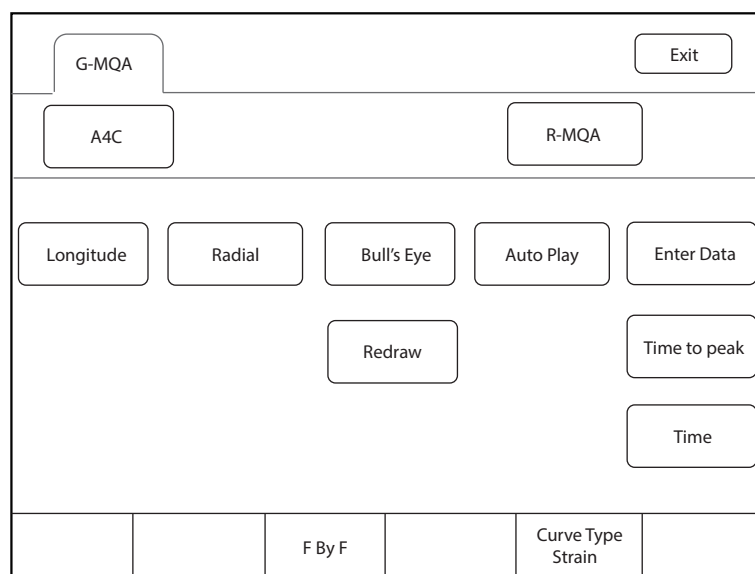 G-MQA
Exit
A4C
R-MQA
Longitude
Radial
Bull's Eye
Auto Play
Enter Data
Redraw
Time to peak
Time
F By F
Curve Type
Strain